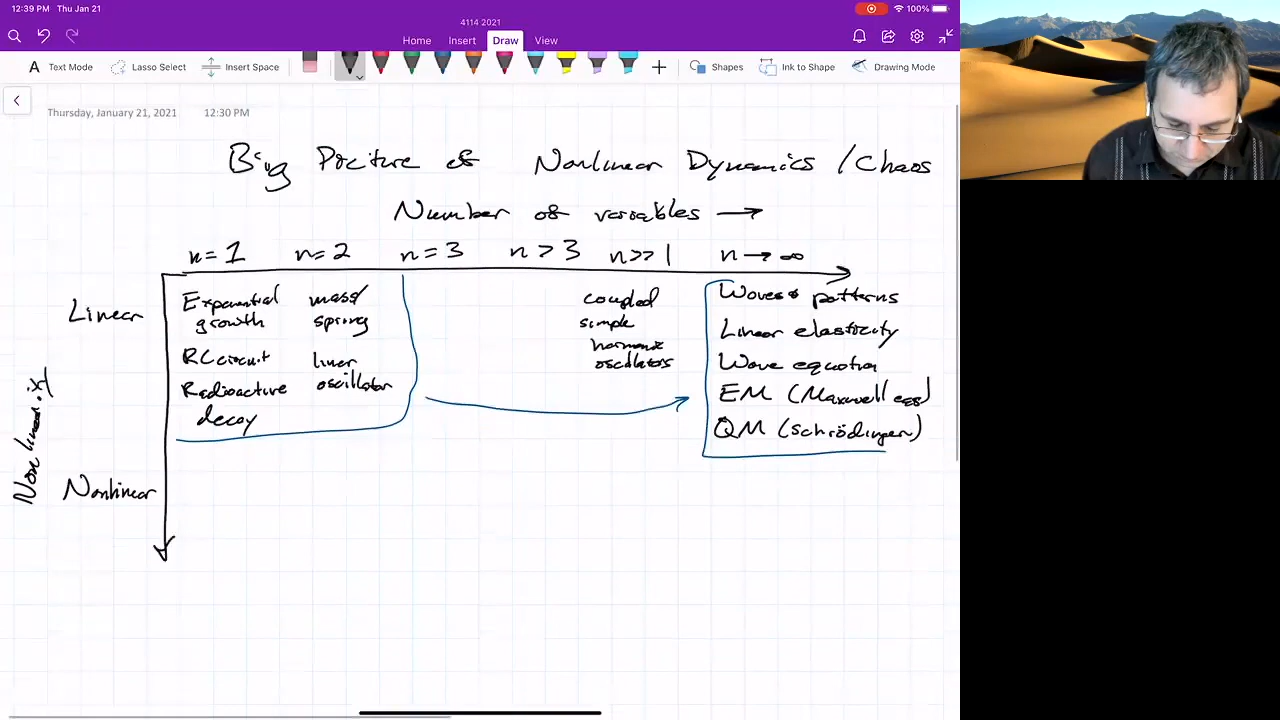 12:39 PM Thu Jan 21
100%
4114 2021
Home Insert Draw View
Text Mode Lasso Select Insert Space Shapes Ink to Shape Drawing Mode
Thursday, January 21, 2021 12:30 PM
Big Picture of Nonlinear Dynamics / Chaos
Number of variables →
n = 1 n = 2 n = 3 n > 3 n >> 1 n → ∞
Linear
Exponential growth
RC circuit
Radioactive decay
mass/ spring
linear oscillator
coupled
simple
harmonic
oscillators
Waves & patterns
Linear elasticity
Wave equation
EM (Maxwell eqs)
QM (Schrödinger)
Nonlinearity
Nonlinear